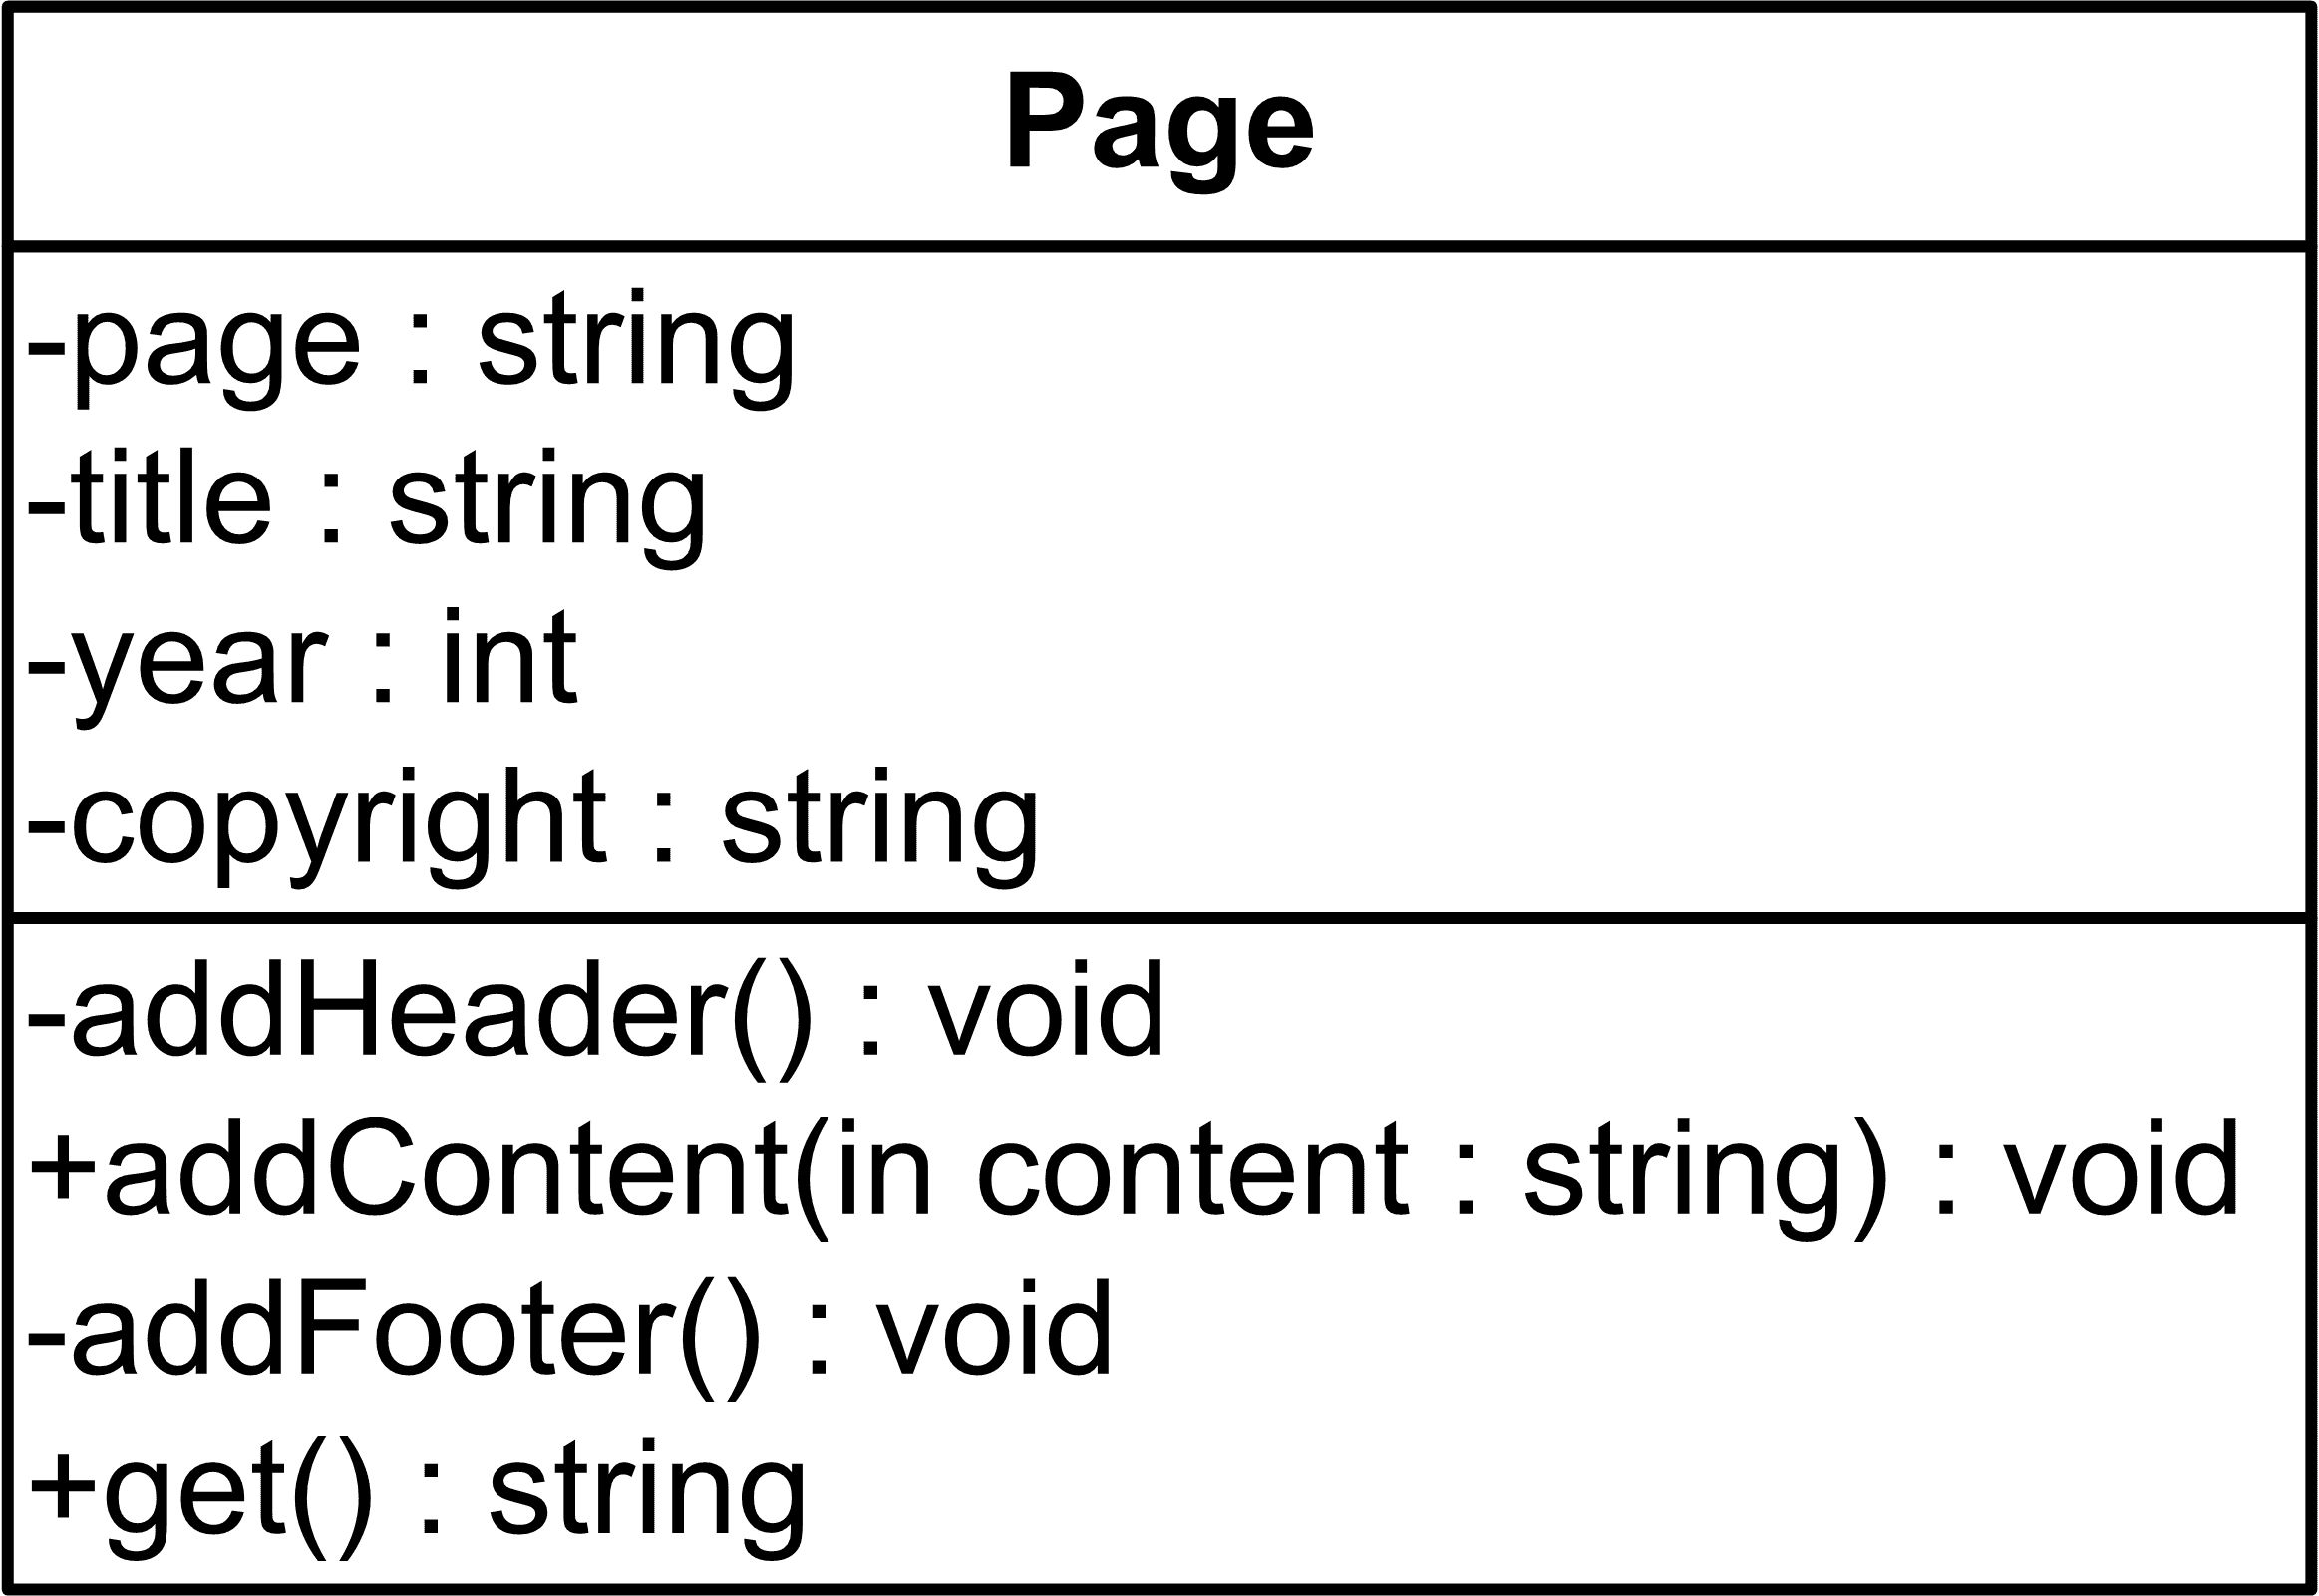 Page
-page : string
-title : string
-year : int
-copyright : string
-addHeader() : void
+addContent(in content : string) : void
-addFooter() : void
+get() : string